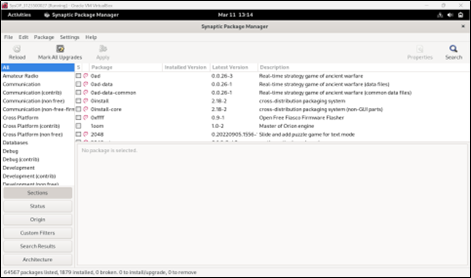 Activities Synaptic Package Manager Mar 11 13:14
Synaptic Package Manager
File Edit Package Settings Help
Reload Mark All Upgrades Apply Properties Search
All S Package Installed Version Latest Version Description
Amateur Radio 0ad 0.0.26-3 Real-time strategy game of ancient warfare
Communication 0ad-data 0.0.26-1 Real-time strategy game of ancient warfare (data files)
Communication (contrib) 0ad-data-common 0.0.26-1 Real-time strategy game of ancient warfare (common data files)
Communication (non free) 0install 2.18-2 cross-distribution packaging system
Communication (non-free-firm 0install-core 2.18-2 cross-distribution packaging system (non-GUI parts)
Cross Platform 0xffff 0.9-1 Open Free Fiasco Firmware Flasher
Cross Platform (contrib) 1oom 1.0-2 Master of Orion engine
Cross Platform (non free) 2048 0.20220905.1556- Slide and add puzzle game for text mode
Databases
Debug No package is selected.
Debug (contrib)
Development
Development (contrib)
Sections
Status
Origin
Custom Filters
Search Results
Architecture
64567 packages listed, 1879 installed, 0 broken. 0 to install/upgrade, 0 to remove